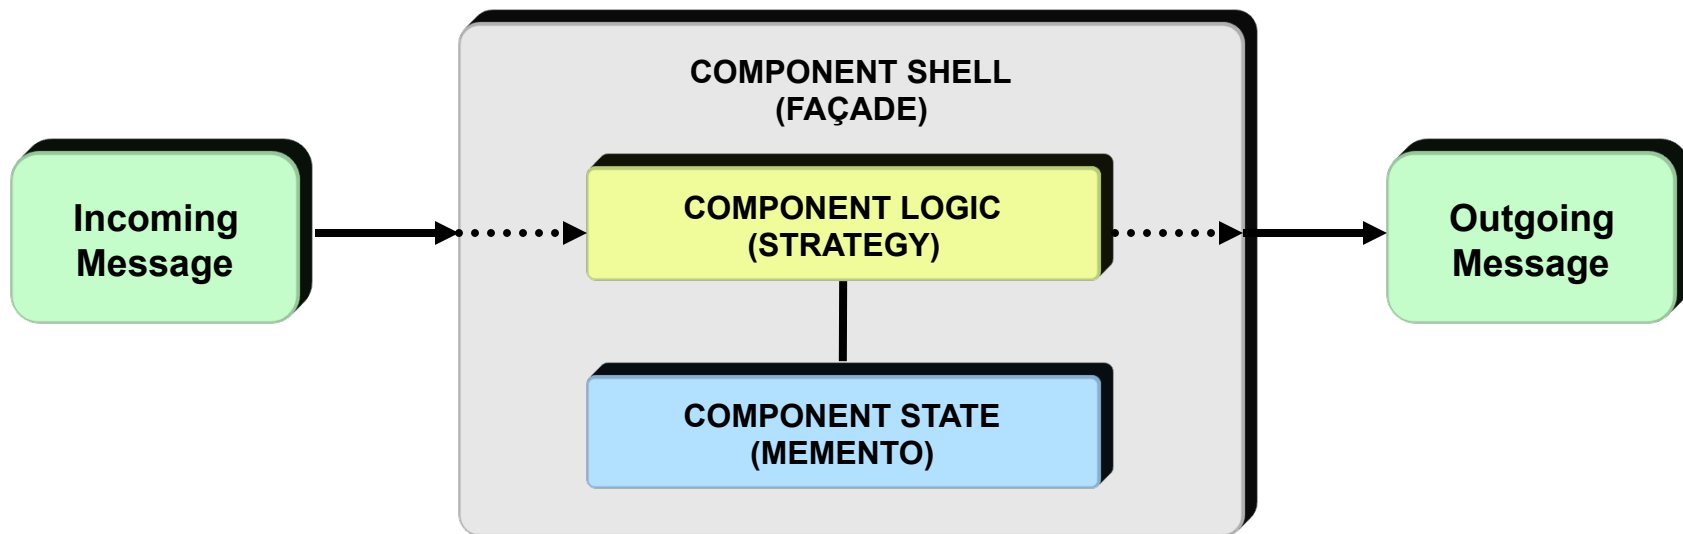 COMPONENT SHELL
(FAÇADE)
Incoming
Message
COMPONENT LOGIC
(STRATEGY)
Outgoing
Message
COMPONENT STATE
(MEMENTO)